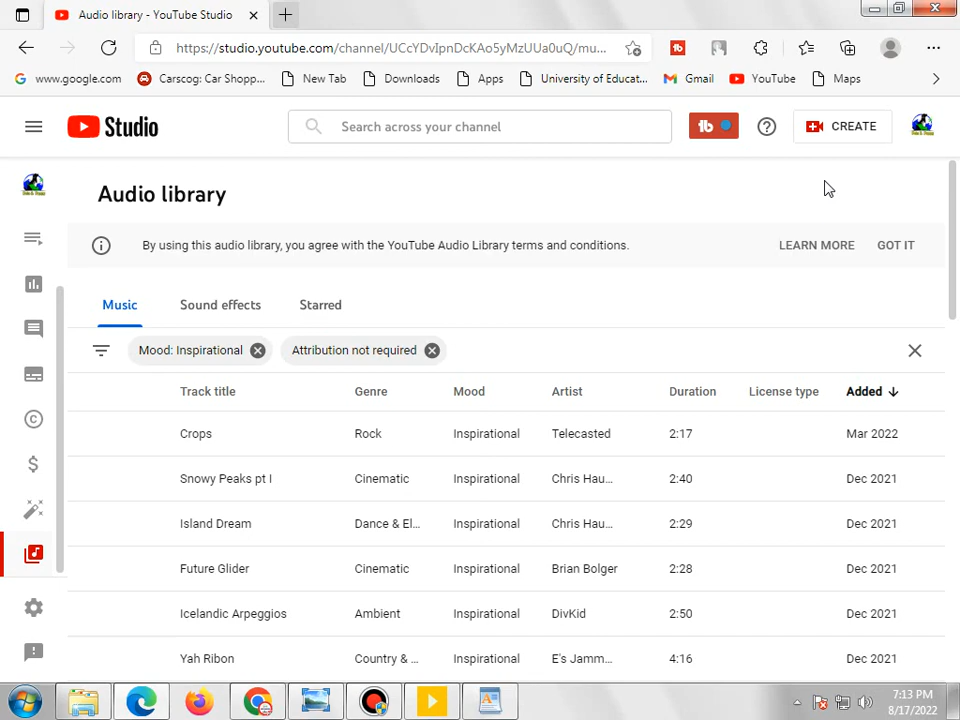 Audio library - YouTube Studio
https://studio.youtube.com/channel/UCcYDvIpnDcKAo5yMzUUa0uQ/mu...
www.google.com Carscog: Car Shopp... New Tab Downloads Apps University of Educat... Gmail YouTube Maps
Studio Search across your channel tb CREATE
Audio library
By using this audio library, you agree with the YouTube Audio Library terms and conditions. LEARN MORE GOT IT
Music Sound effects Starred
Mood: Inspirational Attribution not required
Track title Genre Mood Artist Duration License type Added
Crops Rock Inspirational Telecasted 2:17 Mar 2022
Snowy Peaks pt I Cinematic Inspirational Chris Hau... 2:40 Dec 2021
Island Dream Dance & El... Inspirational Chris Hau... 2:29 Dec 2021
Future Glider Cinematic Inspirational Brian Bolger 2:28 Dec 2021
Icelandic Arpeggios Ambient Inspirational DivKid 2:50 Dec 2021
Yah Ribon Country & ... Inspirational E's Jamm... 4:16 Dec 2021
7:13 PM
8/17/2022